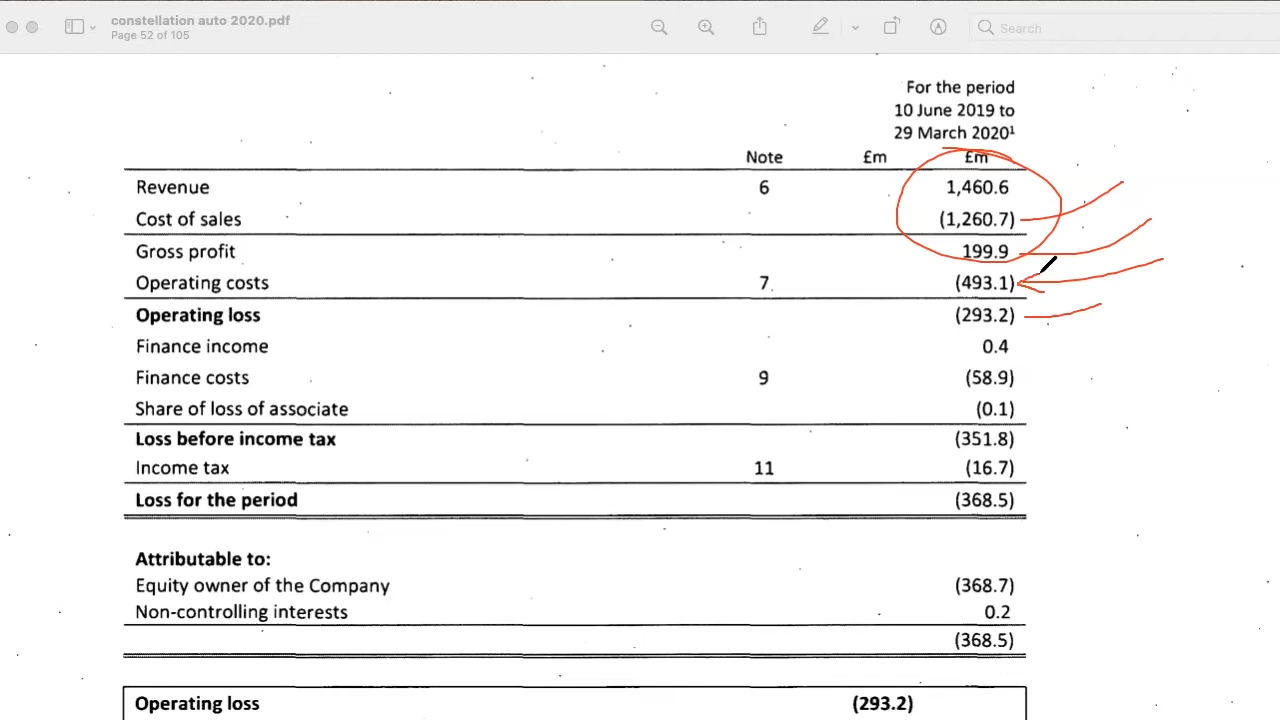 constellation auto 2020.pdf
Page 52 of 105
Search
For the period
10 June 2019 to
29 March 2020¹
Note £m £m
Revenue 6 1,460.6
Cost of sales (1,260.7)
Gross profit 199.9
Operating costs 7 (493.1)
Operating loss (293.2)
Finance income 0.4
Finance costs 9 (58.9)
Share of loss of associate (0.1)
Loss before income tax (351.8)
Income tax 11 (16.7)
Loss for the period (368.5)
Attributable to:
Equity owner of the Company (368.7)
Non-controlling interests 0.2
(368.5)
Operating loss (293.2)